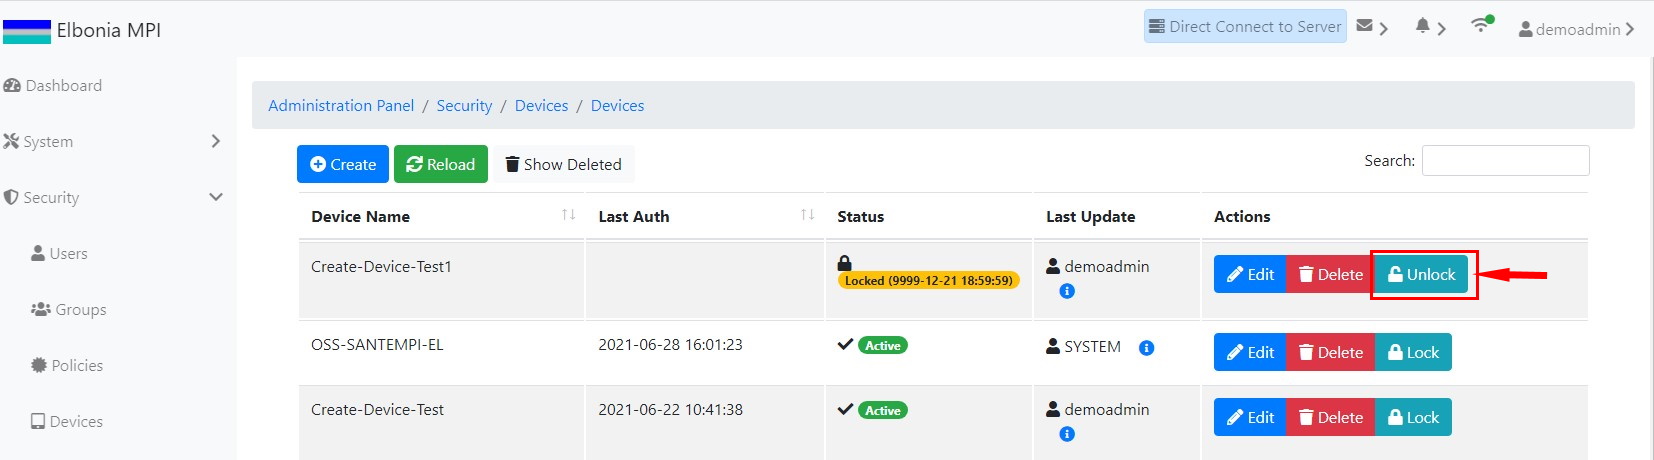 Elbonia MPI
Direct Connect to Server
demoadmin
Dashboard
System
Security
Users
Groups
Policies
Devices
Administration Panel / Security / Devices / Devices
Create Reload Show Deleted Search:
Device Name Last Auth Status Last Update Actions
Create-Device-Test1 Locked (9999-12-21 18:59:59) demoadmin Edit Delete Unlock
OSS-SANTEMPI-EL 2021-06-28 16:01:23 Active SYSTEM Edit Delete Lock
Create-Device-Test 2021-06-22 10:41:38 Active demoadmin Edit Delete Lock